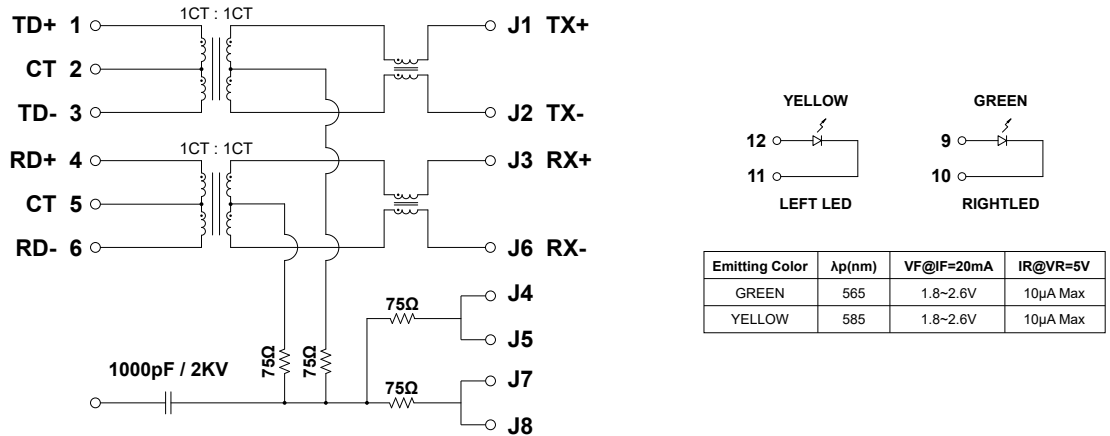 1CT : 1CT
TD+ 1
J1 TX+
CT 2
TD- 3
J2 TX-
1CT : 1CT
RD+ 4
J3 RX+
CT 5
RD- 6
J6 RX-
75Ω
J4
J5
75Ω
75Ω
1000pF / 2KV
75Ω
J7
J8
YELLOW
GREEN
12
9
11
10
LEFT LED
RIGHTLED
Emitting Color λp(nm) VF@IF=20mA IR@VR=5V
GREEN 565 1.8~2.6V 10μA Max
YELLOW 585 1.8~2.6V 10μA Max